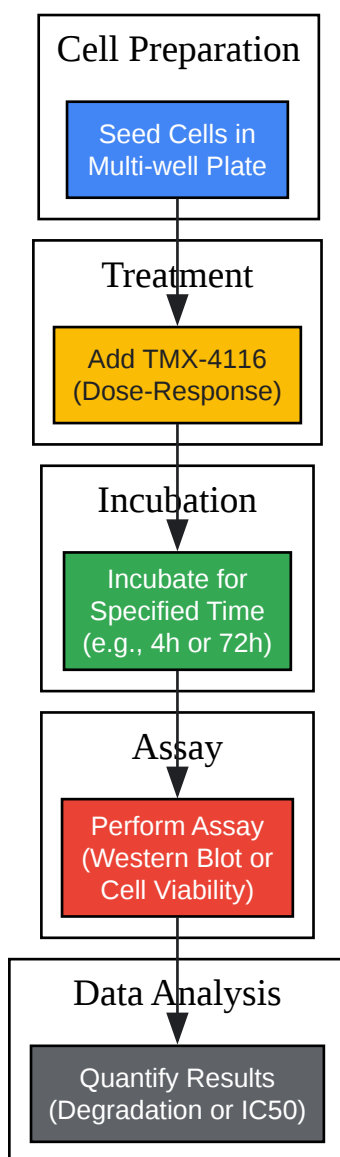 Cell Preparation
Seed Cells in
Multi-well Plate
Treatment
Add TMX-4116
(Dose-Response)
Incubation
Incubate for
Specified Time
(e.g., 4h or 72h)
Assay
Perform Assay
(Western Blot or
Cell Viability)
Data Analysis
Quantify Results
(Degradation or IC50)